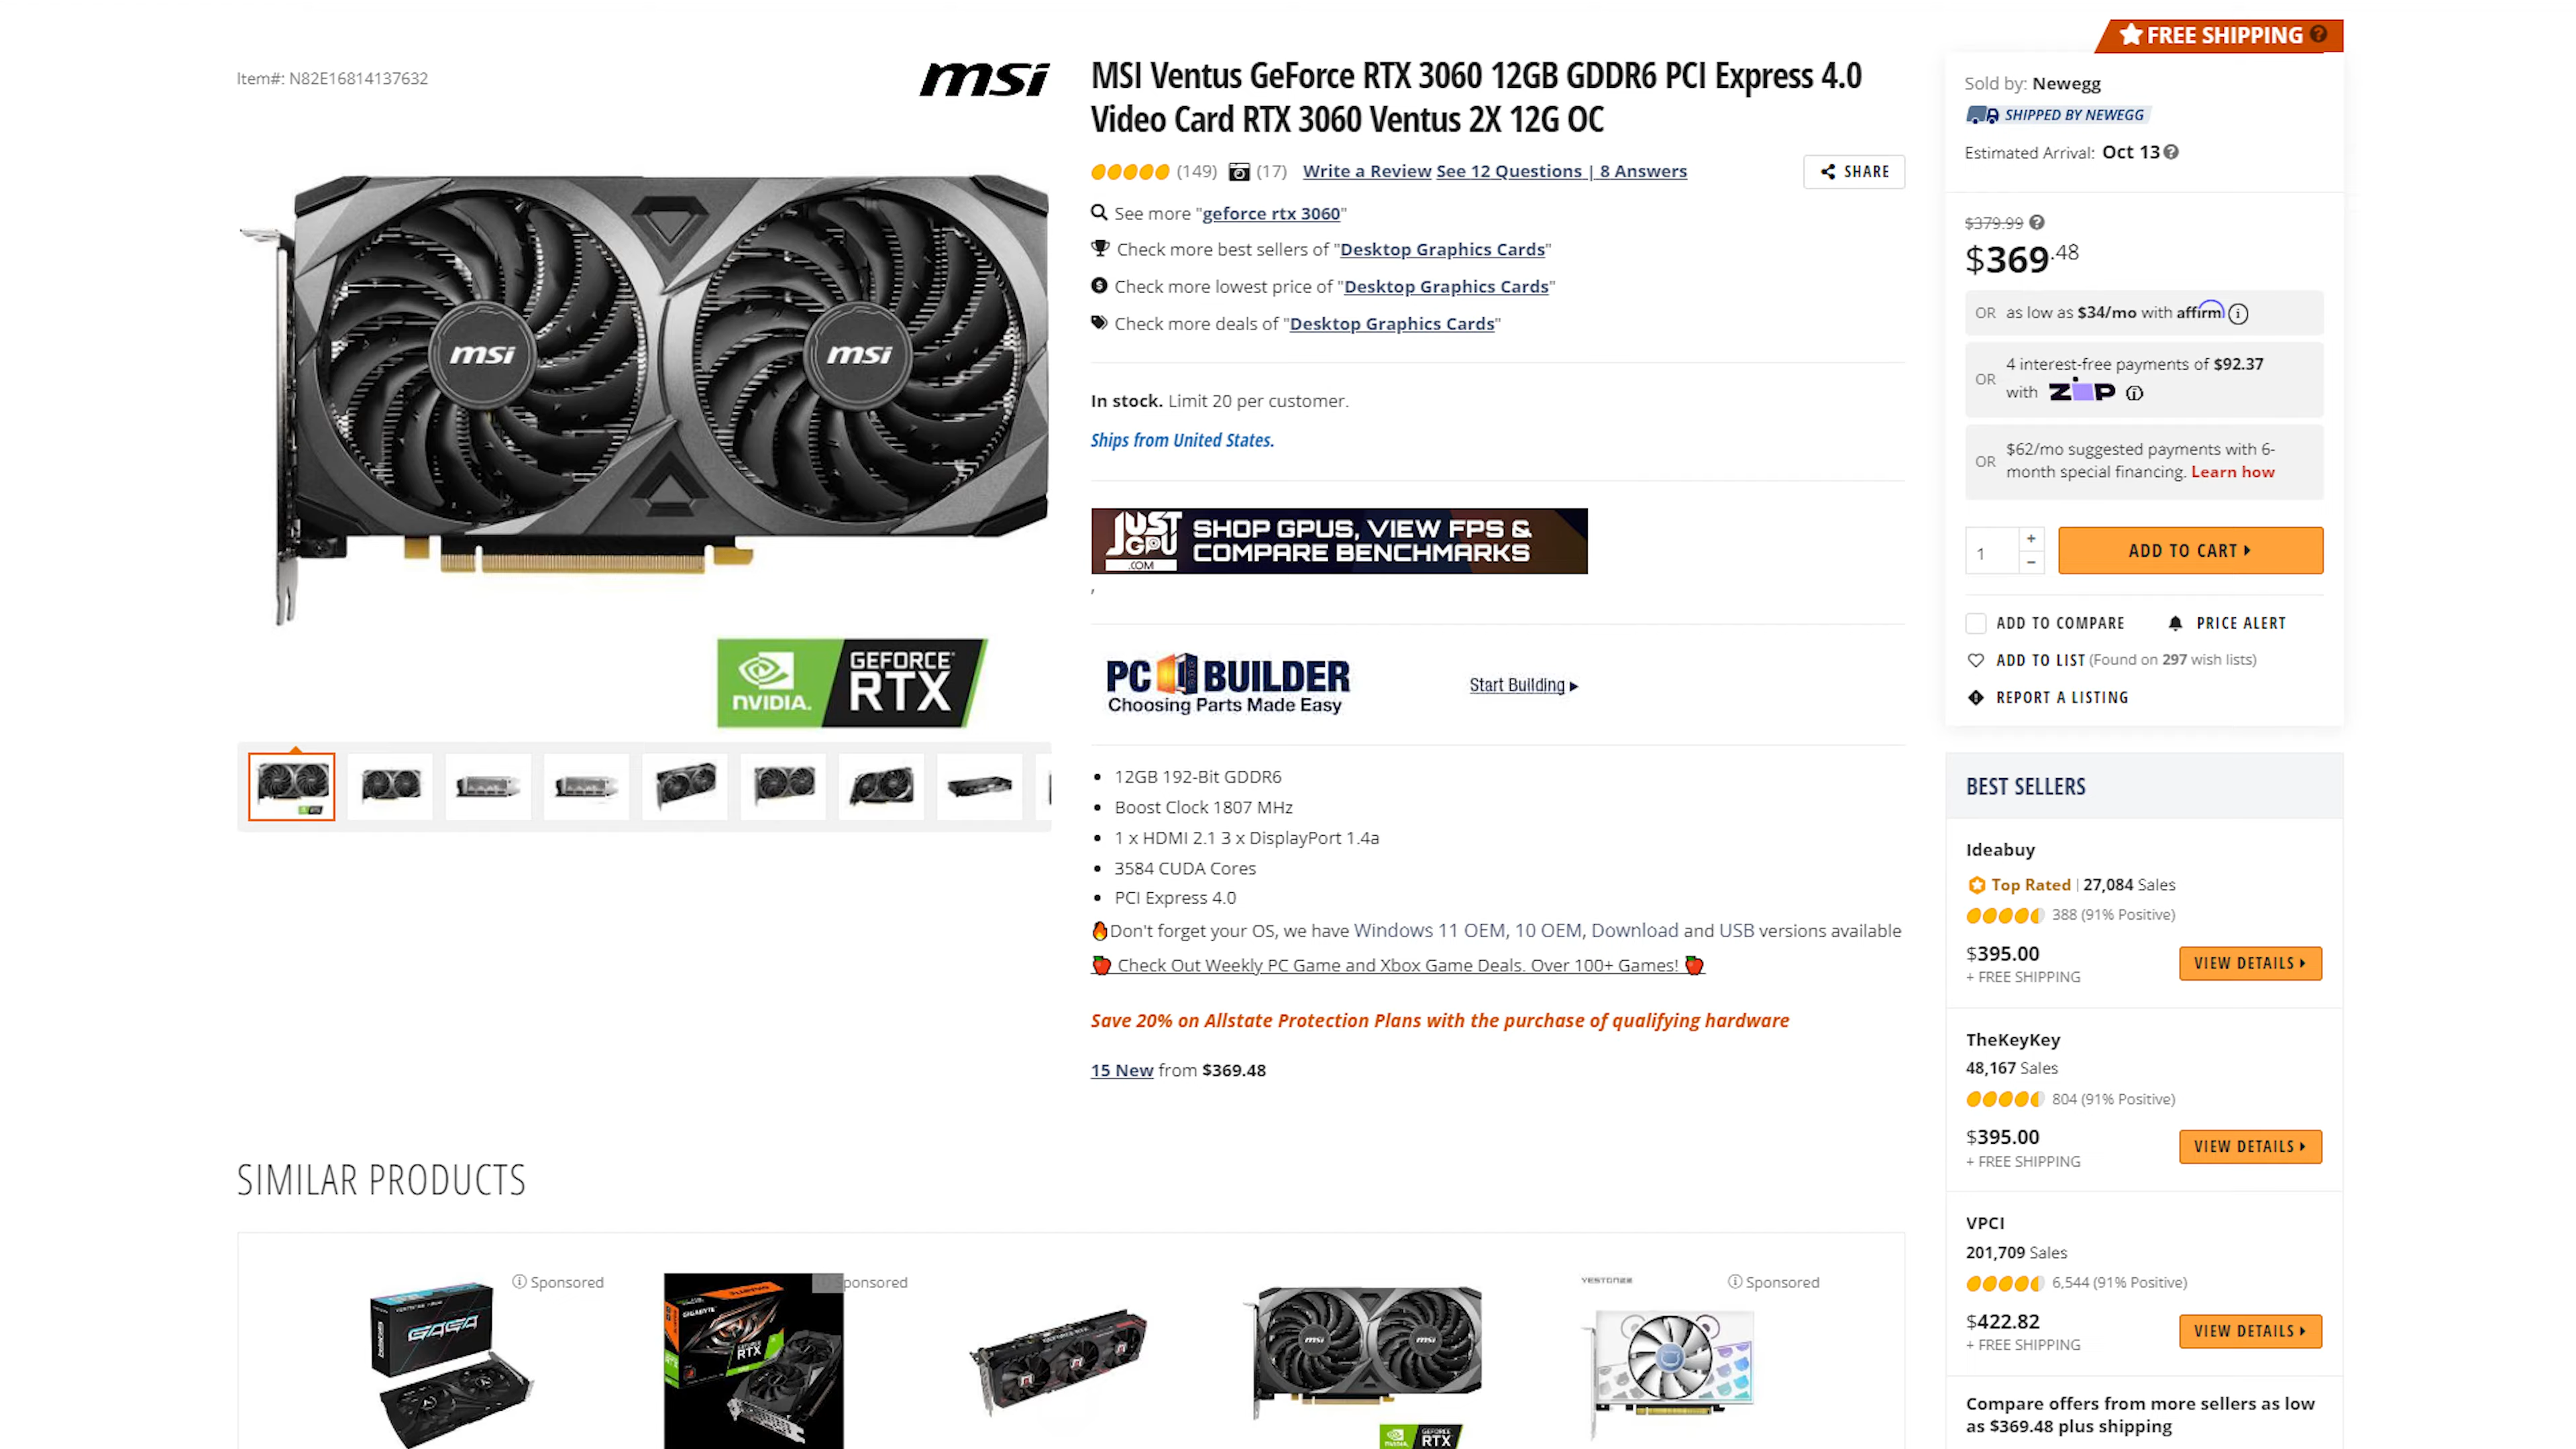 FREE SHIPPING ?
Item#: N82E16814137632
msi
MSI Ventus GeForce RTX 3060 12GB GDDR6 PCI Express 4.0
Video Card RTX 3060 Ventus 2X 12G OC
(149) (17) Write a Review See 12 Questions | 8 Answers
SHARE
See more "geforce rtx 3060"
Check more best sellers of "Desktop Graphics Cards"
Check more lowest price of "Desktop Graphics Cards"
Check more deals of "Desktop Graphics Cards"
In stock. Limit 20 per customer.
Ships from United States.
JUST GPU .COM
SHOP GPUS, VIEW FPS &
COMPARE BENCHMARKS
,
PC BUILDER
Choosing Parts Made Easy
Start Building
12GB 192-Bit GDDR6
Boost Clock 1807 MHz
1 x HDMI 2.1 3 x DisplayPort 1.4a
3584 CUDA Cores
PCI Express 4.0
Don't forget your OS, we have Windows 11 OEM, 10 OEM, Download and USB versions available
Check Out Weekly PC Game and Xbox Game Deals. Over 100+ Games!
Save 20% on Allstate Protection Plans with the purchase of qualifying hardware
15 New from $369.48
msi
msi
NVIDIA.
GEFORCE
RTX
Sold by: Newegg
SHIPPED BY NEWEGG
Estimated Arrival: Oct 13 ?
$379.99 ?
$369.48
OR as low as $34/mo with affirm
OR 4 interest-free payments of $92.37
with ZIP
OR $62/mo suggested payments with 6-
month special financing. Learn how
1 + −
ADD TO CART
ADD TO COMPARE
PRICE ALERT
ADD TO LIST (Found on 297 wish lists)
REPORT A LISTING
BEST SELLERS
Ideabuy
Top Rated | 27,084 Sales
388 (91% Positive)
$395.00
+ FREE SHIPPING
VIEW DETAILS
TheKeyKey
48,167 Sales
804 (91% Positive)
$395.00
+ FREE SHIPPING
VIEW DETAILS
VPCI
201,709 Sales
6,544 (91% Positive)
$422.82
+ FREE SHIPPING
VIEW DETAILS
Compare offers from more sellers as low
as $369.48 plus shipping
SIMILAR PRODUCTS
Sponsored
GAGA
Sponsored
GIGABYTE
RTX
msi
msi
GEFORCE
RTX
YESTON
Sponsored